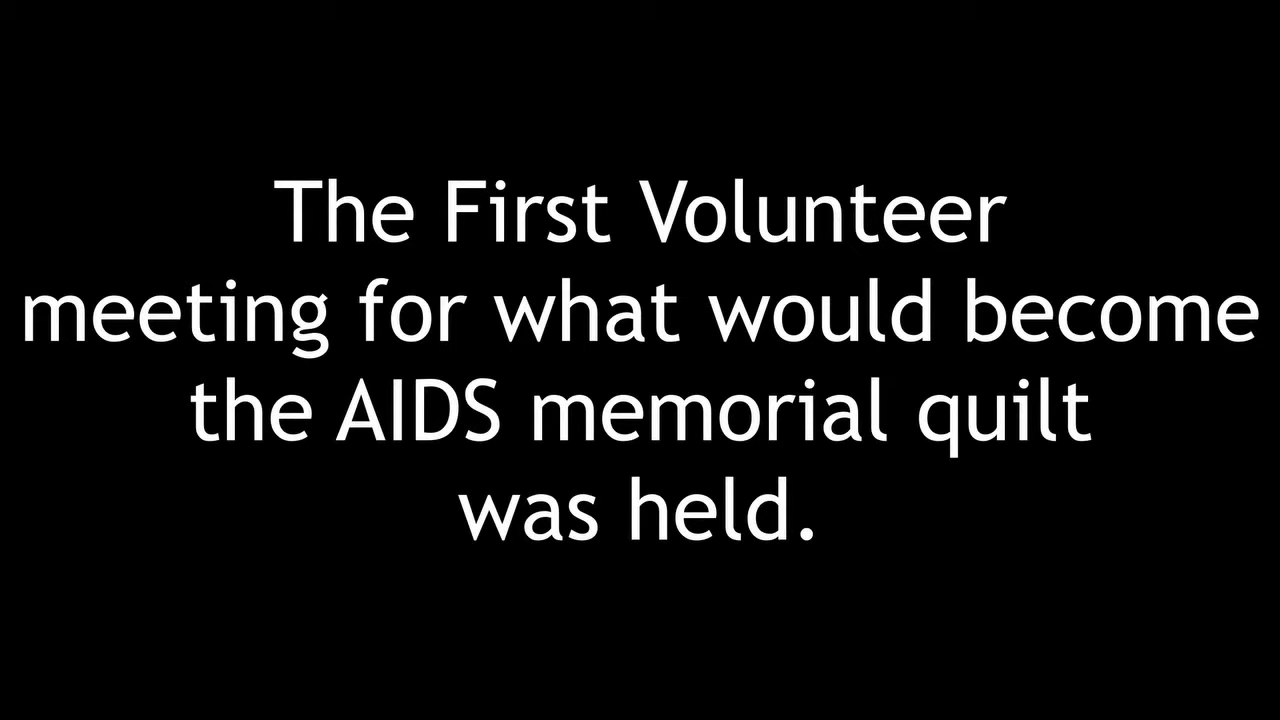 The First Volunteer
meeting for what would become
the AIDS memorial quilt
was held.